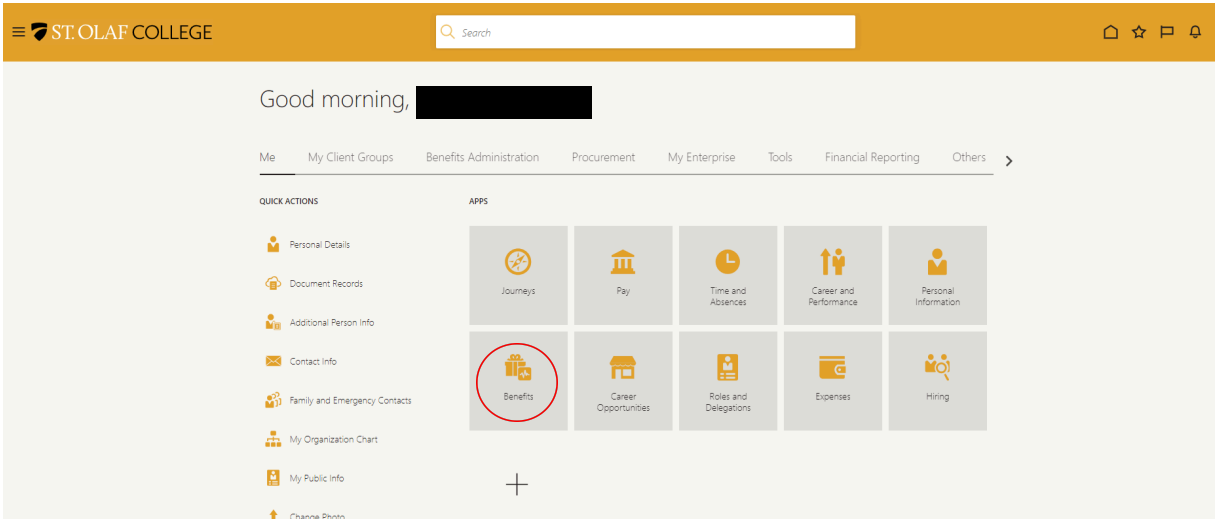 ST. OLAF COLLEGE
Search
Good morning,
Me My Client Groups Benefits Administration Procurement My Enterprise Tools Financial Reporting Others
QUICK ACTIONS
Personal Details
Document Records
Additional Person Info
Contact Info
Family and Emergency Contacts
My Organization Chart
My Public Info
Change Photo
APPS
Journeys
Pay
Time and
Absences
Career and
Performance
Personal
Information
Benefits
Career
Opportunities
Roles and
Delegations
Expenses
Hiring